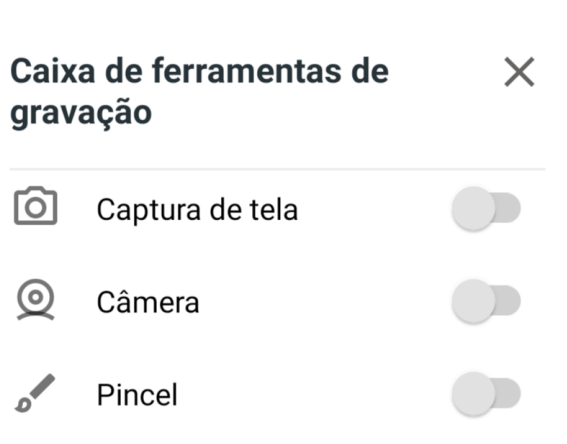 Caixa de ferramentas de
gravação
Captura de tela
Câmera
Pincel